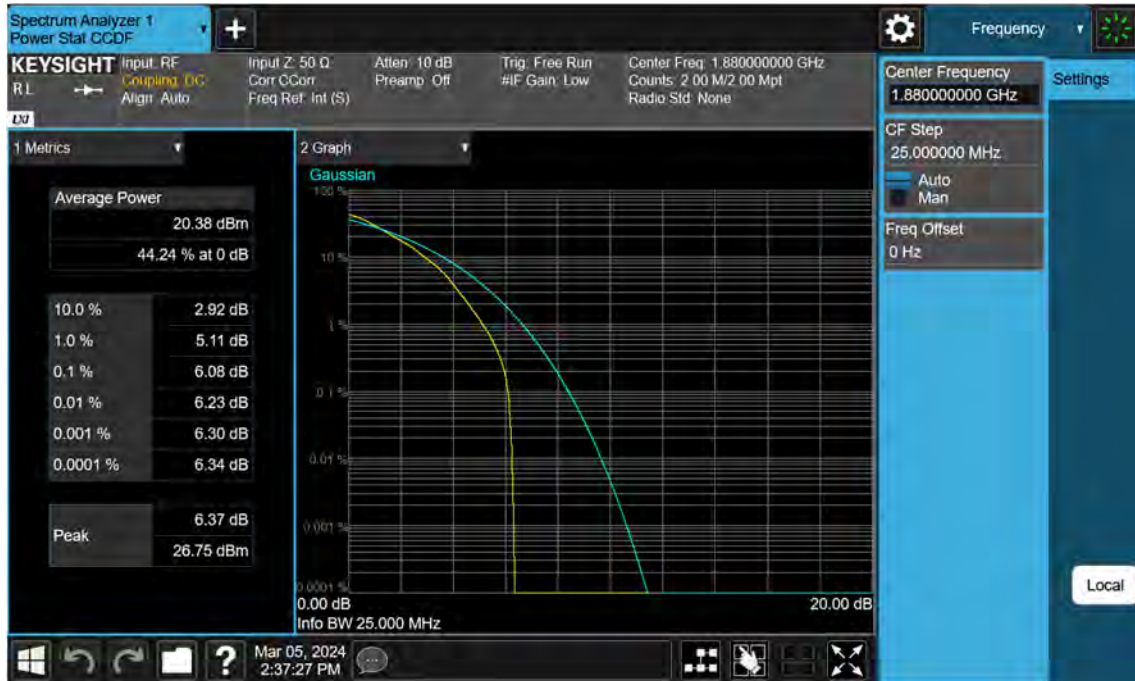 Spectrum Analyzer 1
Power Stat CCDF
+
Frequency
KEYSIGHT
RL
LXI
Input: RF
Coupling: DC
Align: Auto
Input Z: 50 Ω
Corr CCorr
Freq Ref: Int (S)
Atten: 10 dB
Preamp: Off
Trig: Free Run
#IF Gain: Low
Center Freq: 1.880000000 GHz
Counts: 2.00 M/2.00 Mpt
Radio Std: None
Center Frequency
1.880000000 GHz
Settings
CF Step
25.000000 MHz
Auto
Man
Freq Offset
0 Hz
Local
1 Metrics
Average Power
20.38 dBm
44.24 % at 0 dB
10.0 % 2.92 dB
1.0 % 5.11 dB
0.1 % 6.08 dB
0.01 % 6.23 dB
0.001 % 6.30 dB
0.0001 % 6.34 dB
Peak
6.37 dB
26.75 dBm
2 Graph
Gaussian
100 %
10 %
1 %
0.1 %
0.01 %
0.001 %
0.0001 %
0.00 dB 20.00 dB
Info BW 25.000 MHz
?
Mar 05, 2024
2:37:27 PM